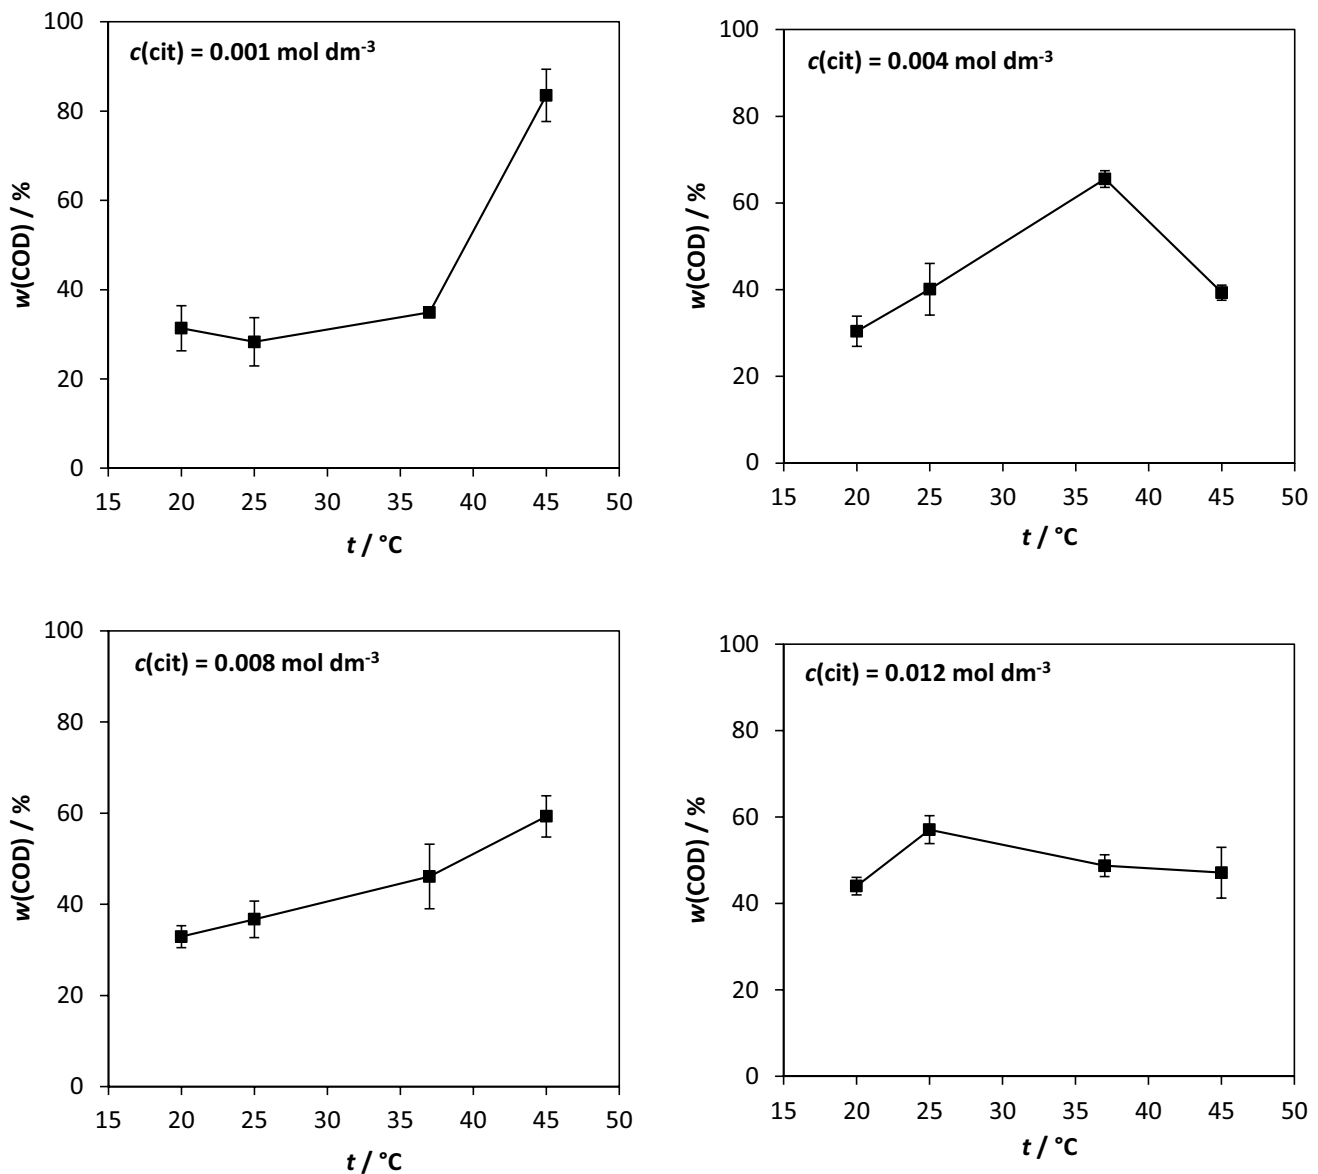 c(cit) = 0.001 mol dm-3
100
80
60
40
20
0
w(COD) / %
15 20 25 30 35 40 45 50
t / °C
c(cit) = 0.004 mol dm-3
100
80
60
40
20
0
w(COD) / %
15 20 25 30 35 40 45 50
t / °C
c(cit) = 0.008 mol dm-3
100
80
60
40
20
0
w(COD) / %
15 20 25 30 35 40 45 50
t / °C
c(cit) = 0.012 mol dm-3
100
80
60
40
20
0
w(COD) / %
15 20 25 30 35 40 45 50
t / °C